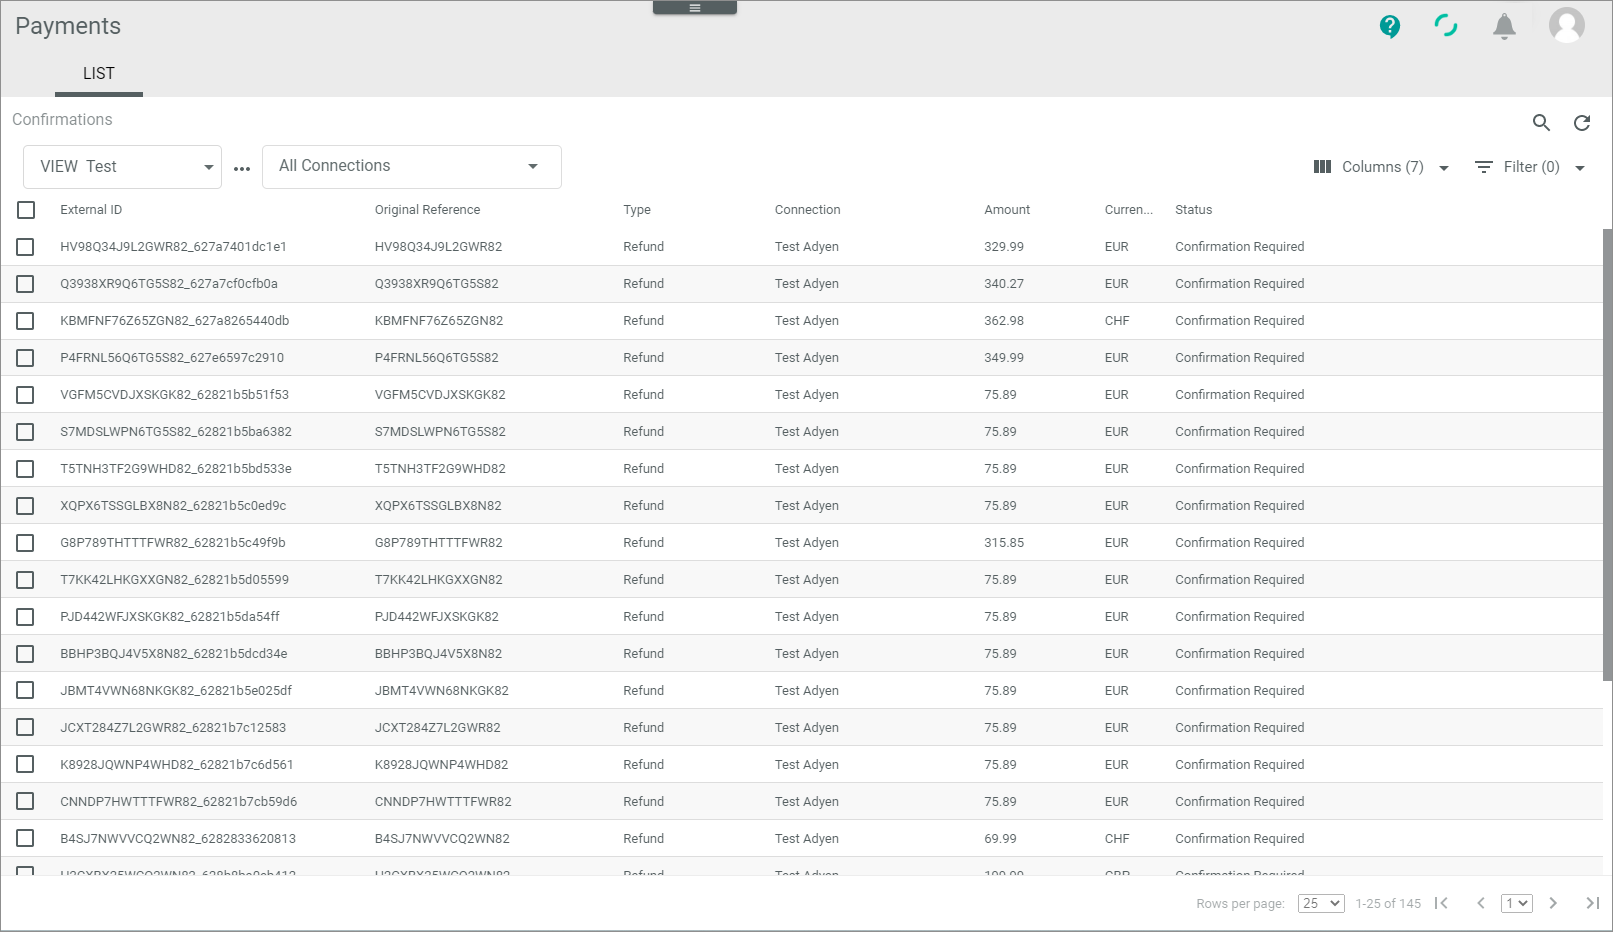 Payments
LIST
Confirmations
VIEW Test ... All Connections Columns (7) Filter (0)
External ID Original Reference Type Connection Amount Curren... Status
HV98Q34J9L2GWR82_627a7401dc1e1 HV98Q34J9L2GWR82 Refund Test Adyen 329.99 EUR Confirmation Required
Q3938XR9Q6TG5S82_627a7cf0cfb0a Q3938XR9Q6TG5S82 Refund Test Adyen 340.27 EUR Confirmation Required
KBMFNF76Z65ZGN82_627a8265440db KBMFNF76Z65ZGN82 Refund Test Adyen 362.98 CHF Confirmation Required
P4FRNL56Q6TG5S82_627e6597c2910 P4FRNL56Q6TG5S82 Refund Test Adyen 349.99 EUR Confirmation Required
VGFM5CVDJXSKGK82_62821b5b51f53 VGFM5CVDJXSKGK82 Refund Test Adyen 75.89 EUR Confirmation Required
S7MDSLWPN6TG5S82_62821b5ba6382 S7MDSLWPN6TG5S82 Refund Test Adyen 75.89 EUR Confirmation Required
T5TNH3TF2G9WHD82_62821b5bd533e T5TNH3TF2G9WHD82 Refund Test Adyen 75.89 EUR Confirmation Required
XQPX6TSSGLBX8N82_62821b5c0ed9c XQPX6TSSGLBX8N82 Refund Test Adyen 75.89 EUR Confirmation Required
G8P789THTTTFWR82_62821b5c49f9b G8P789THTTTFWR82 Refund Test Adyen 315.85 EUR Confirmation Required
T7KK42LHKGXXGN82_62821b5d05599 T7KK42LHKGXXGN82 Refund Test Adyen 75.89 EUR Confirmation Required
PJD442WFJXSKGK82_62821b5da54ff PJD442WFJXSKGK82 Refund Test Adyen 75.89 EUR Confirmation Required
BBHP3BQJ4V5X8N82_62821b5dcd34e BBHP3BQJ4V5X8N82 Refund Test Adyen 75.89 EUR Confirmation Required
JBMT4VWN68NKGK82_62821b5e025df JBMT4VWN68NKGK82 Refund Test Adyen 75.89 EUR Confirmation Required
JCXT284Z7L2GWR82_62821b7c12583 JCXT284Z7L2GWR82 Refund Test Adyen 75.89 EUR Confirmation Required
K8928JQWNP4WHD82_62821b7c6d561 K8928JQWNP4WHD82 Refund Test Adyen 75.89 EUR Confirmation Required
CNNDP7HWTTTFWR82_62821b7cb59d6 CNNDP7HWTTTFWR82 Refund Test Adyen 75.89 EUR Confirmation Required
B4SJ7NWVVCQ2WN82_6282833620813 B4SJ7NWVVCQ2WN82 Refund Test Adyen 69.99 CHF Confirmation Required
Refund Test Adyen Confirmation Required
Rows per page: 25 1-25 of 145 1